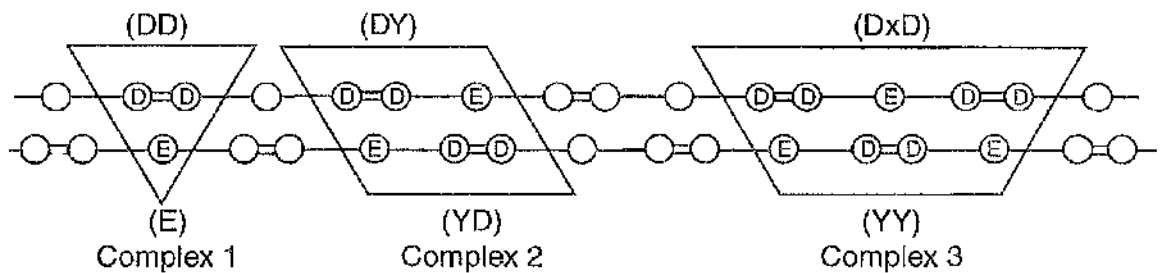 (DD) (DY) (DxD)
D D D D E D D E D D
E E D D E D D E
(E) (YD) (YY)
Complex 1 Complex 2 Complex 3